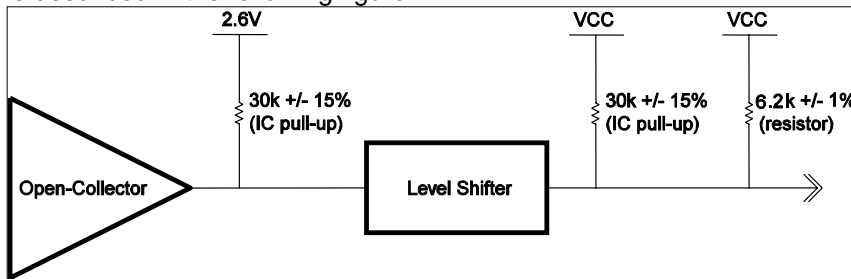 2.6V
VCC
VCC
30k +/- 15%
(IC pull-up)
30k +/- 15%
(IC pull-up)
6.2k +/- 1%
(resistor)
Open-Collector
Level Shifter